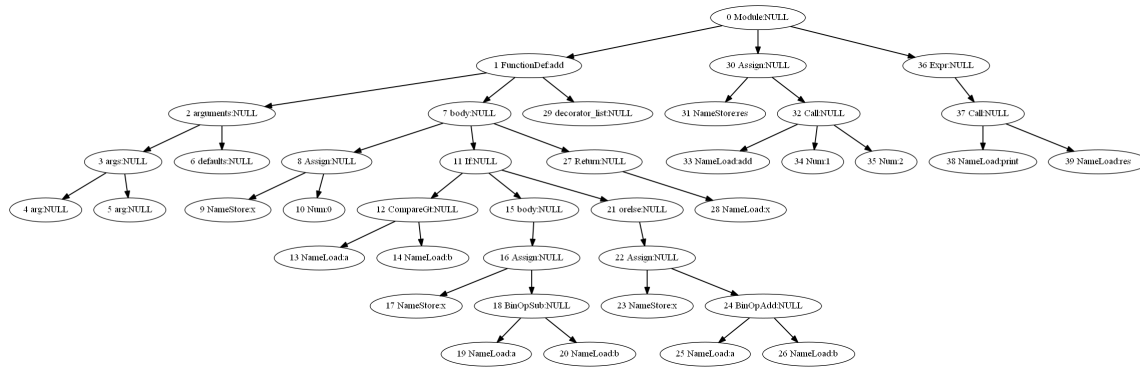 0 Module:NULL
1 FunctionDef:add
30 Assign:NULL
36 Expr:NULL
2 arguments:NULL
7 body:NULL
29 decorator_list:NULL
31 NameStore:res
32 Call:NULL
37 Call:NULL
3 args:NULL
6 defaults:NULL
8 Assign:NULL
11 If:NULL
27 Return:NULL
33 NameLoad:add
34 Num:1
35 Num:2
38 NameLoad:print
39 NameLoad:res
4 arg:NULL
5 arg:NULL
9 NameStore:x
10 Num:0
12 CompareGt:NULL
15 body:NULL
21 orelse:NULL
28 NameLoad:x
13 NameLoad:a
14 NameLoad:b
16 Assign:NULL
22 Assign:NULL
17 NameStore:x
18 BinOpSub:NULL
23 NameStore:x
24 BinOpAdd:NULL
19 NameLoad:a
20 NameLoad:b
25 NameLoad:a
26 NameLoad:b